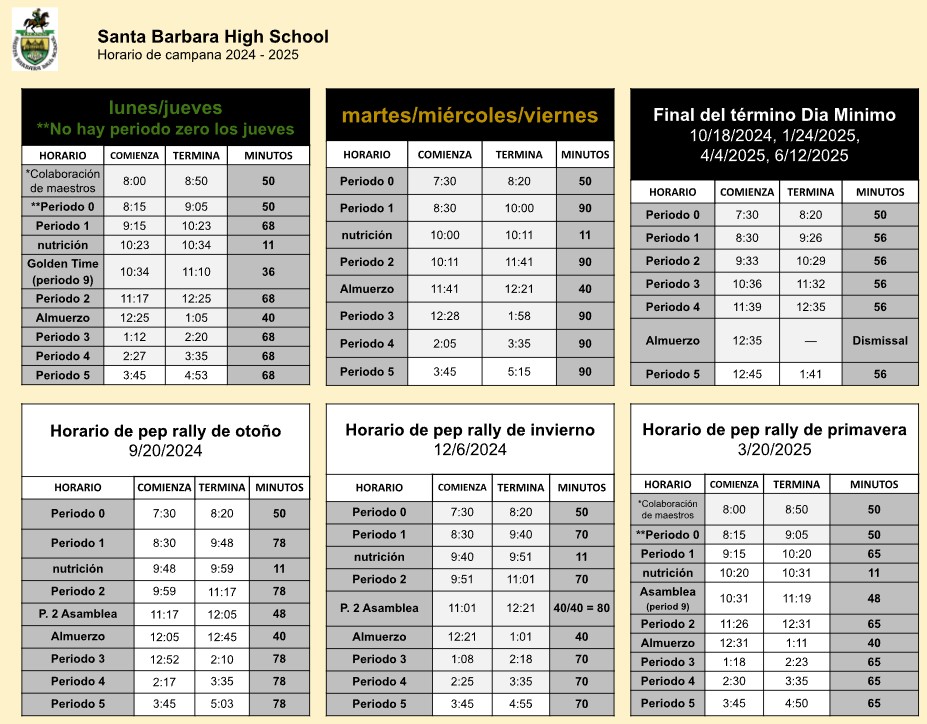 Santa Barbara High School
Horario de campana 2024 - 2025
lunes/jueves
**No hay periodo zero los jueves
HORARIO COMIENZA TERMINA MINUTOS
*Colaboración de maestros 8:00 8:50 50
**Periodo 0 8:15 9:05 50
Periodo 1 9:15 10:23 68
nutrición 10:23 10:34 11
Golden Time (periodo 9) 10:34 11:10 36
Periodo 2 11:17 12:25 68
Almuerzo 12:25 1:05 40
Periodo 3 1:12 2:20 68
Periodo 4 2:27 3:35 68
Periodo 5 3:45 4:53 68
martes/miércoles/viernes
HORARIO COMIENZA TERMINA MINUTOS
Periodo 0 7:30 8:20 50
Periodo 1 8:30 10:00 90
nutrición 10:00 10:11 11
Periodo 2 10:11 11:41 90
Almuerzo 11:41 12:21 40
Periodo 3 12:28 1:58 90
Periodo 4 2:05 3:35 90
Periodo 5 3:45 5:15 90
Final del término Dia Minimo
10/18/2024, 1/24/2025,
4/4/2025, 6/12/2025
HORARIO COMIENZA TERMINA MINUTOS
Periodo 0 7:30 8:20 50
Periodo 1 8:30 9:26 56
Periodo 2 9:33 10:29 56
Periodo 3 10:36 11:32 56
Periodo 4 11:39 12:35 56
Almuerzo 12:35 — Dismissal
Periodo 5 12:45 1:41 56
Horario de pep rally de otoño
9/20/2024
HORARIO COMIENZA TERMINA MINUTOS
Periodo 0 7:30 8:20 50
Periodo 1 8:30 9:48 78
nutrición 9:48 9:59 11
Periodo 2 9:59 11:17 78
P. 2 Asamblea 11:17 12:05 48
Almuerzo 12:05 12:45 40
Periodo 3 12:52 2:10 78
Periodo 4 2:17 3:35 78
Periodo 5 3:45 5:03 78
Horario de pep rally de invierno
12/6/2024
HORARIO COMIENZA TERMINA MINUTOS
Periodo 0 7:30 8:20 50
Periodo 1 8:30 9:40 70
nutrición 9:40 9:51 11
Periodo 2 9:51 11:01 70
P. 2 Asamblea 11:01 12:21 40/40 = 80
Almuerzo 12:21 1:01 40
Periodo 3 1:08 2:18 70
Periodo 4 2:25 3:35 70
Periodo 5 3:45 4:55 70
Horario de pep rally de primavera
3/20/2025
HORARIO COMIENZA TERMINA MINUTOS
*Colaboración de maestros 8:00 8:50 50
**Periodo 0 8:15 9:05 50
Periodo 1 9:15 10:20 65
nutrición 10:20 10:31 11
Asamblea (period 9) 10:31 11:19 48
Periodo 2 11:26 12:31 65
Almuerzo 12:31 1:11 40
Periodo 3 1:18 2:23 65
Periodo 4 2:30 3:35 65
Periodo 5 3:45 4:50 65